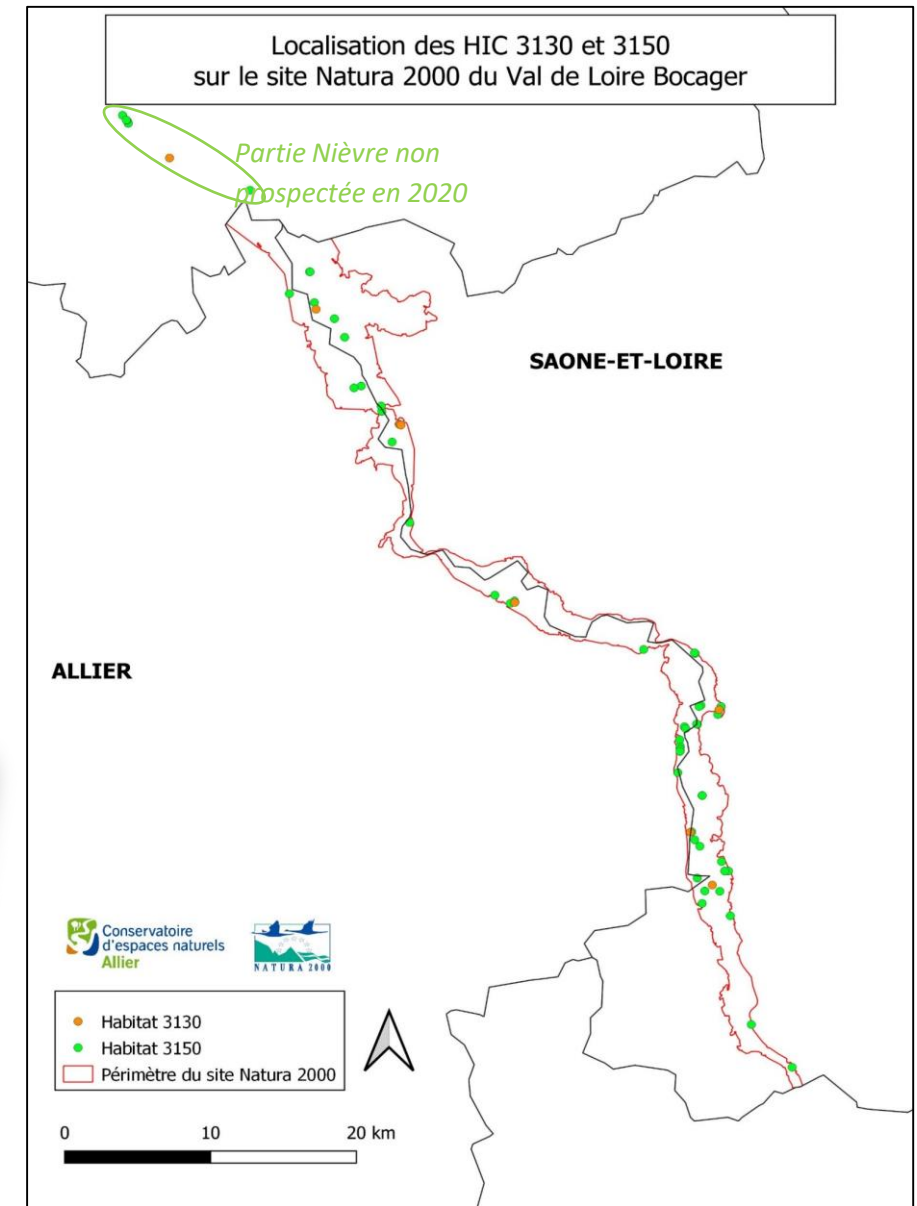 Localisation des HIC 3130 et 3150
sur le site Natura 2000 du Val de Loire Bocager
Partie Nièvre non
prospectée en 2020
SAONE-ET-LOIRE
ALLIER
Conservatoire
d'espaces naturels
Allier
NATURA 2000
Habitat 3130
Habitat 3150
Périmètre du site Natura 2000
0 10 20 km